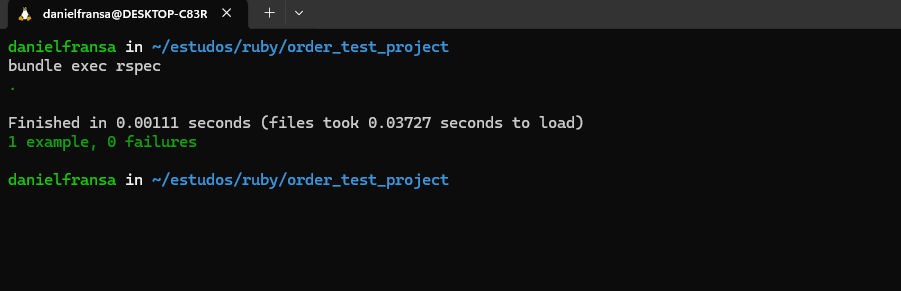 danielfransa@DESKTOP-C83R
danielfransa in ~/estudos/ruby/order_test_project
bundle exec rspec
.
Finished in 0.00111 seconds (files took 0.03727 seconds to load)
1 example, 0 failures
danielfransa in ~/estudos/ruby/order_test_project